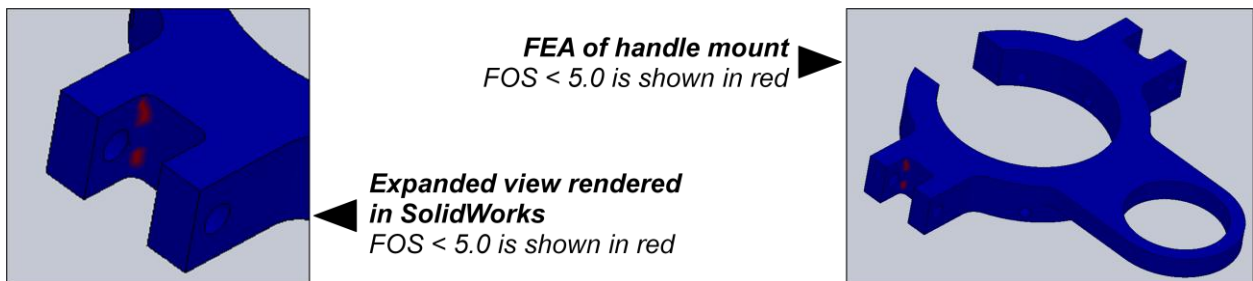 FEA of handle mount
FOS < 5.0 is shown in red
Expanded view rendered
in SolidWorks
FOS < 5.0 is shown in red